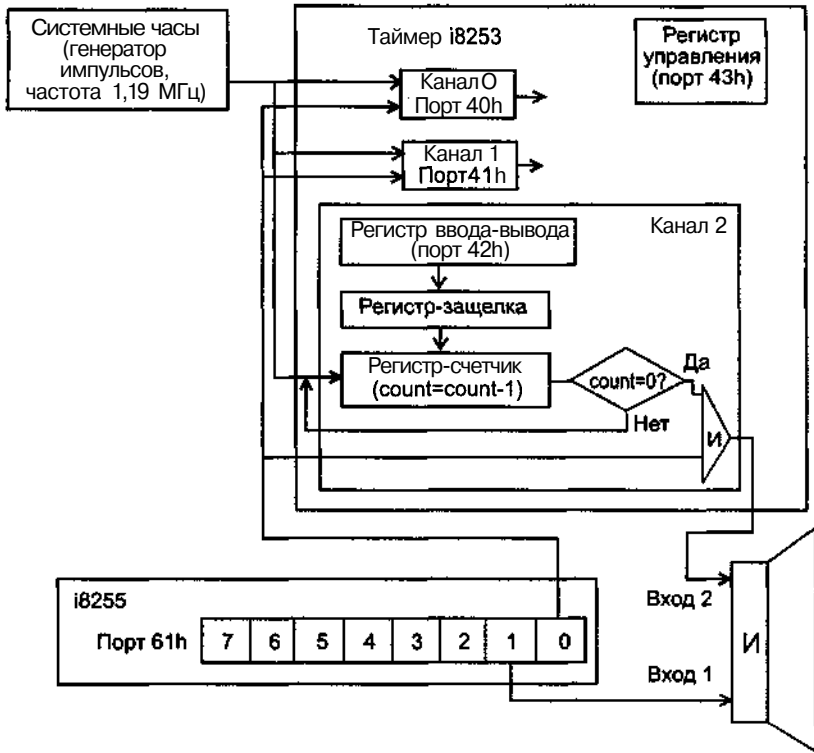 Системные часы
(генератор
импульсов,
частота 1,19 МГц)
Таймер i8253
Регистр
управления
(порт 43h)
Канал 0
Порт 40h
Канал 1
Порт 41h
Канал 2
Регистр ввода-вывода
(порт 42h)
Регистр-защелка
Регистр-счетчик
(count=count-1)
count=0?
Да
Нет
И
i8255
Порт 61h 7 6 5 4 3 2 1 0
Вход 2
И
Вход 1